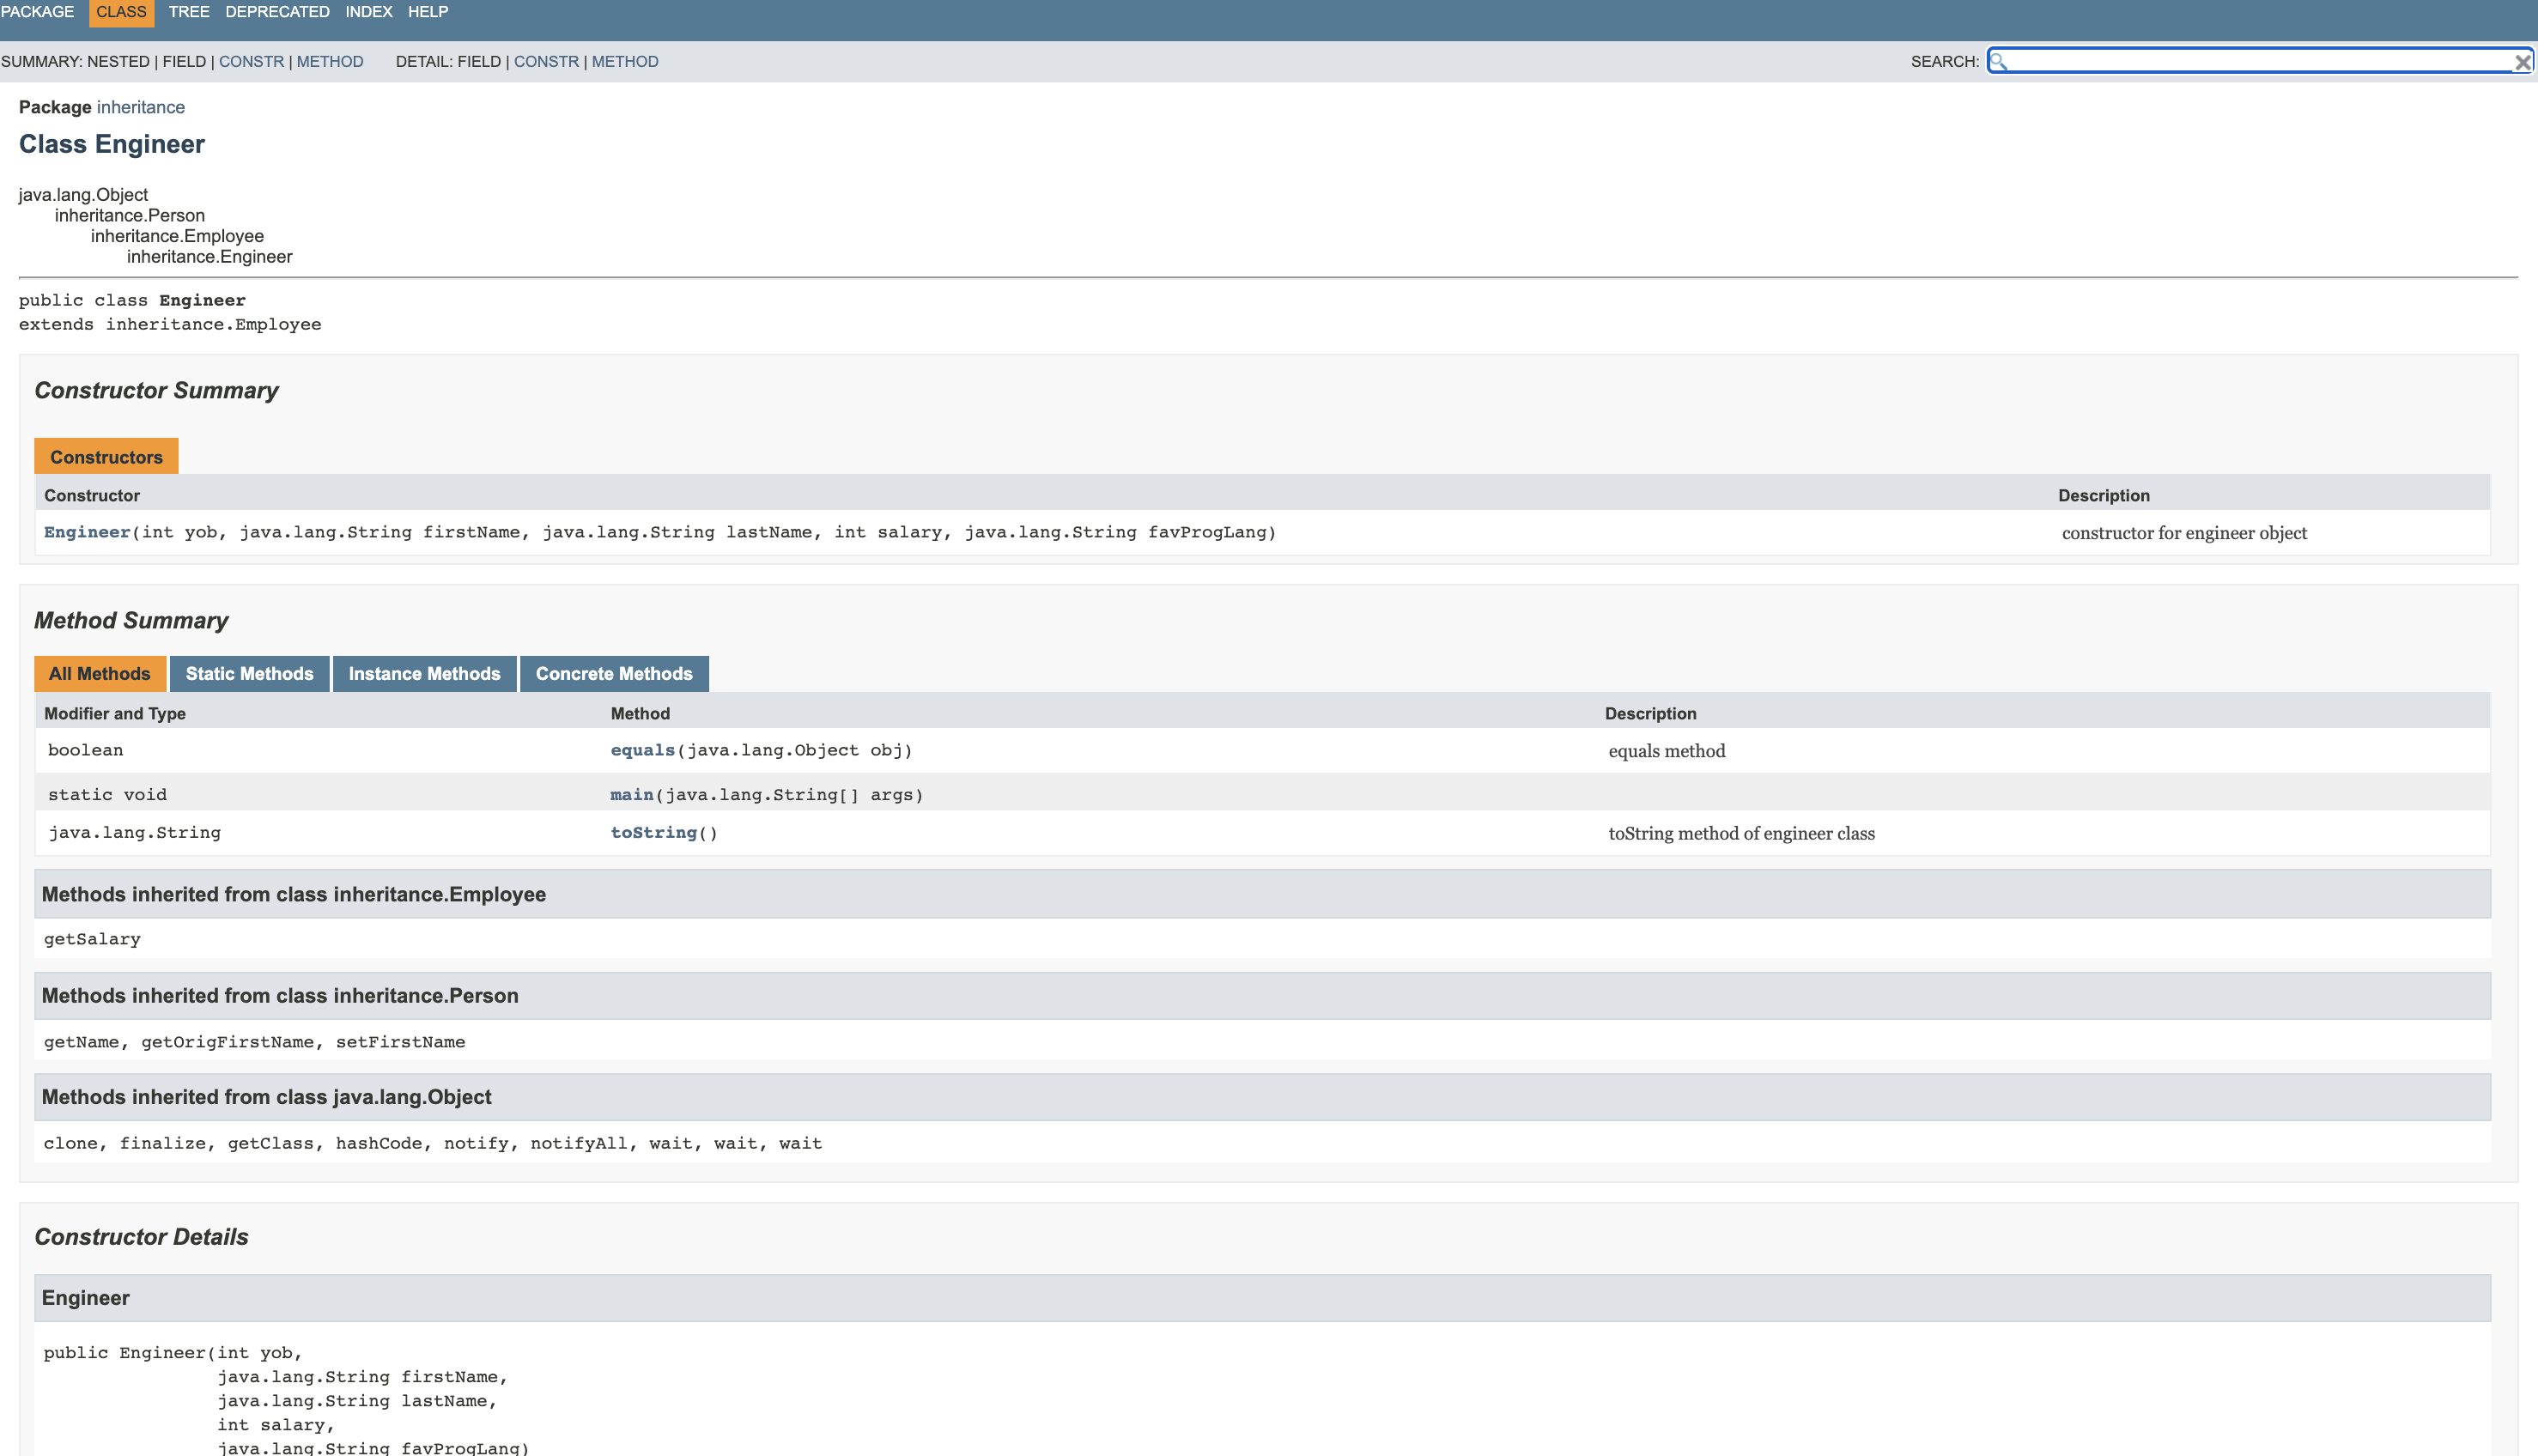 PACKAGE CLASS TREE DEPRECATED INDEX HELP
SUMMARY: NESTED | FIELD | CONSTR | METHOD DETAIL: FIELD | CONSTR | METHOD SEARCH:
Package inheritance
Class Engineer
java.lang.Object
inheritance.Person
inheritance.Employee
inheritance.Engineer
public class Engineer
extends inheritance.Employee
Constructor Summary
Constructors
Constructor Description
Engineer(int yob, java.lang.String firstName, java.lang.String lastName, int salary, java.lang.String favProgLang) constructor for engineer object
Method Summary
All Methods Static Methods Instance Methods Concrete Methods
Modifier and Type Method Description
boolean equals(java.lang.Object obj) equals method
static void main(java.lang.String[] args)
java.lang.String toString() toString method of engineer class
Methods inherited from class inheritance.Employee
getSalary
Methods inherited from class inheritance.Person
getName, getOrigFirstName, setFirstName
Methods inherited from class java.lang.Object
clone, finalize, getClass, hashCode, notify, notifyAll, wait, wait, wait
Constructor Details
Engineer
public Engineer(int yob,
java.lang.String firstName,
java.lang.String lastName,
int salary,
java.lang.String favProgLang)